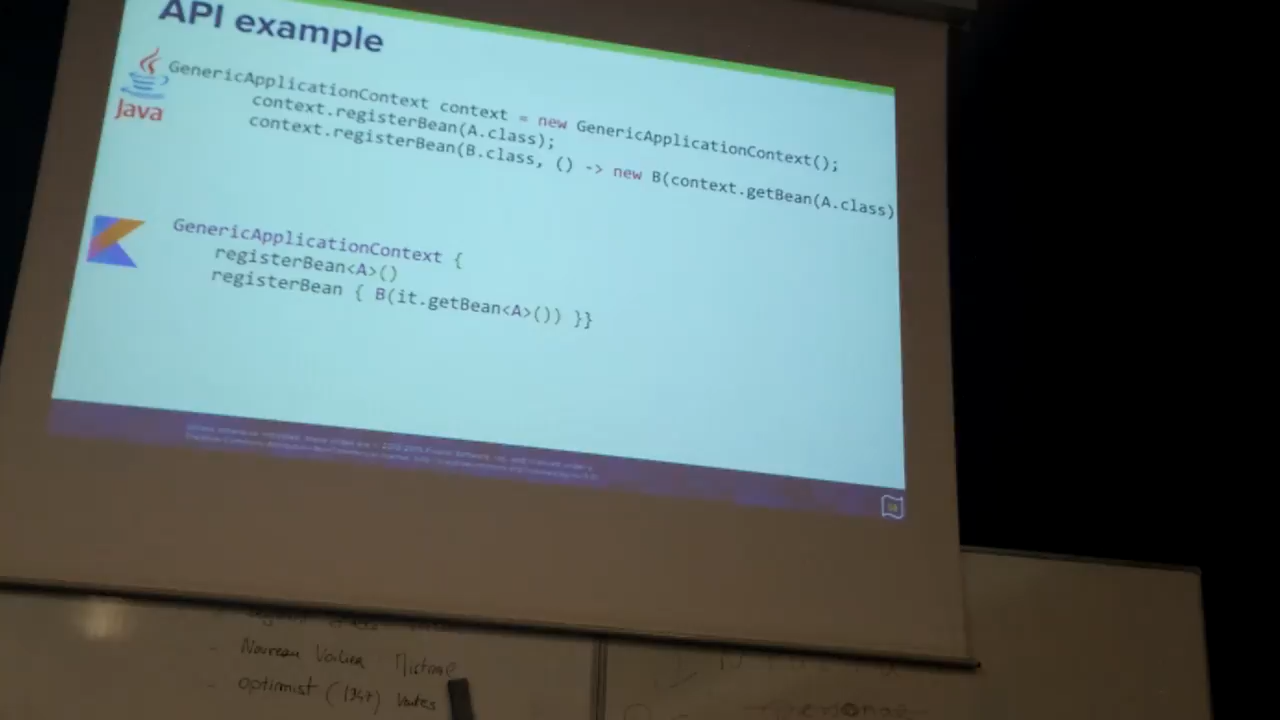 API example
Java
GenericApplicationContext context = new GenericApplicationContext();
context.registerBean(A.class);
context.registerBean(B.class, () -> new B(context.getBean(A.class)
GenericApplicationContext {
registerBean<A>()
registerBean { B(it.getBean<A>()) }}
optimist (1947)